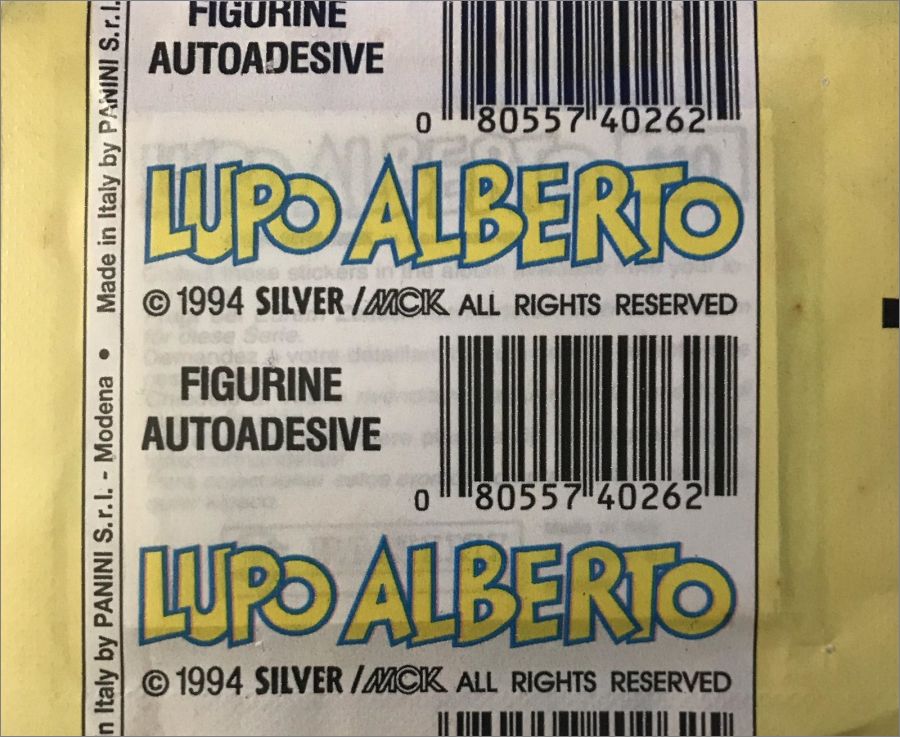 FIGURINE
AUTOADESIVE
0 80557 40262
LUPO ALBERTO
© 1994 SILVER /MCK ALL RIGHTS RESERVED
FIGURINE
AUTOADESIVE
0 80557 40262
LUPO ALBERTO
© 1994 SILVER /MCK ALL RIGHTS RESERVED
Made in Italy by PANINI S.r.l.
n Italy by PANINI S.r.l. - Modena •